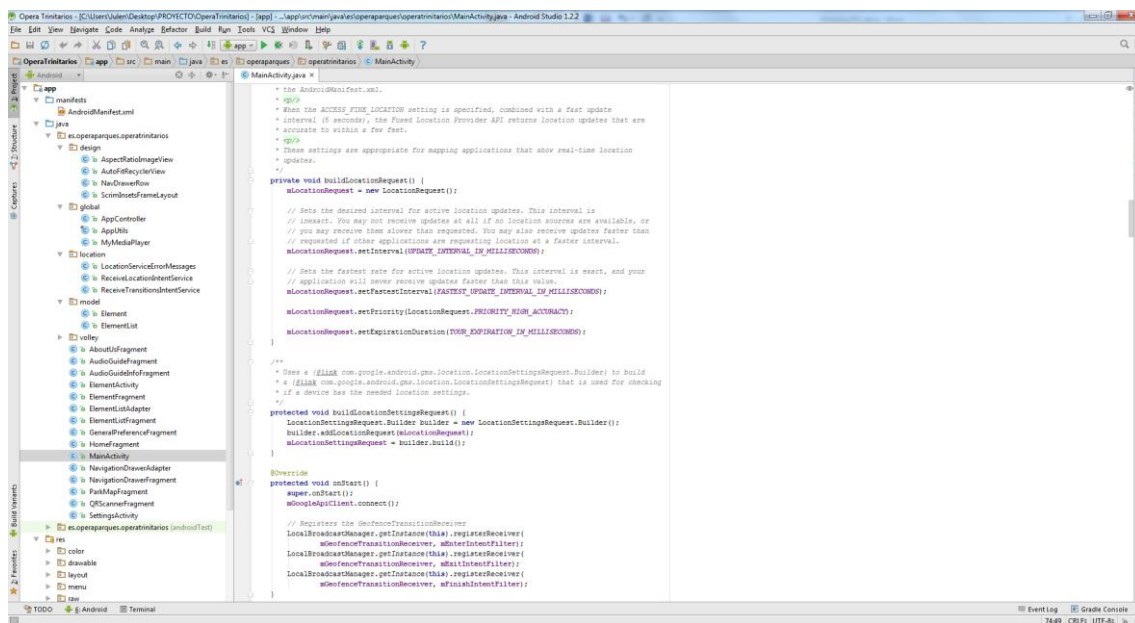 Opera Trinitarios - [C:\Users\Julen\Desktop\PROYECTO\OperaTrinitarios] - [app] - ...\app\src\main\java\es\operaparques\operatrinitarios\MainActivity.java - Android Studio 1.2.2
File Edit View Navigate Code Analyze Refactor Build Run Tools VCS Window Help
app
OperaTrinitarios app src main java es operaparques operatrinitarios MainActivity
Android
MainActivity.java
1: Project
7: Structure
Captures
Build Variants
2: Favorites
app
manifests
AndroidManifest.xml
java
es.operaparques.operatrinitarios
design
AspectRatioImageView
AutoFitRecyclerView
NavDrawerRow
ScrimInsetsFrameLayout
global
AppController
AppUtils
MyMediaPlayer
location
LocationServiceErrorMessages
ReceiveLocationIntentService
ReceiveTransitionsIntentService
model
Element
ElementList
volley
AboutUsFragment
AudioGuideFragment
AudioGuideInfoFragment
ElementActivity
ElementFragment
ElementListAdapter
ElementListFragment
GeneralPreferenceFragment
HomeFragment
MainActivity
NavigationDrawerAdapter
NavigationDrawerFragment
ParkMapFragment
QRScannerFragment
SettingsActivity
es.operaparques.operatrinitarios (androidTest)
res
color
drawable
layout
menu
raw
* the AndroidManifest.xml.
* <p/>
* When the ACCESS_FINE_LOCATION setting is specified, combined with a fast update
* interval (5 seconds), the Fused Location Provider API returns location updates that are
* accurate to within a few feet.
* <p/>
* These settings are appropriate for mapping applications that show real-time location
* updates.
*/
private void buildLocationRequest() {
mLocationRequest = new LocationRequest();
// Sets the desired interval for active location updates. This interval is
// inexact. You may not receive updates at all if no location sources are available, or
// you may receive them slower than requested. You may also receive updates faster than
// requested if other applications are requesting location at a faster interval.
mLocationRequest.setInterval(UPDATE_INTERVAL_IN_MILLISECONDS);
// Sets the fastest rate for active location updates. This interval is exact, and your
// application will never receive updates faster than this value.
mLocationRequest.setFastestInterval(FASTEST_UPDATE_INTERVAL_IN_MILLISECONDS);
mLocationRequest.setPriority(LocationRequest.PRIORITY_HIGH_ACCURACY);
mLocationRequest.setExpirationDuration(TOUR_EXPIRATION_IN_MILLISECONDS);
}
/**
* Uses a {@link com.google.android.gms.location.LocationSettingsRequest.Builder} to build
* a {@link com.google.android.gms.location.LocationSettingsRequest} that is used for checking
* if a device has the needed location settings.
*/
protected void buildLocationSettingsRequest() {
LocationSettingsRequest.Builder builder = new LocationSettingsRequest.Builder();
builder.addLocationRequest(mLocationRequest);
mLocationSettingsRequest = builder.build();
}
@Override
protected void onStart() {
super.onStart();
mGoogleApiClient.connect();
// Registers the GeofenceTransitionReceiver
LocalBroadcastManager.getInstance(this).registerReceiver(
mGeofenceTransitionReceiver, mEnterIntentFilter);
LocalBroadcastManager.getInstance(this).registerReceiver(
mGeofenceTransitionReceiver, mExitIntentFilter);
LocalBroadcastManager.getInstance(this).registerReceiver(
mGeofenceTransitionReceiver, mFinishIntentFilter);
}
TODO 6: Android Terminal Event Log Gradle Console
74:49 CRLF UTF-8